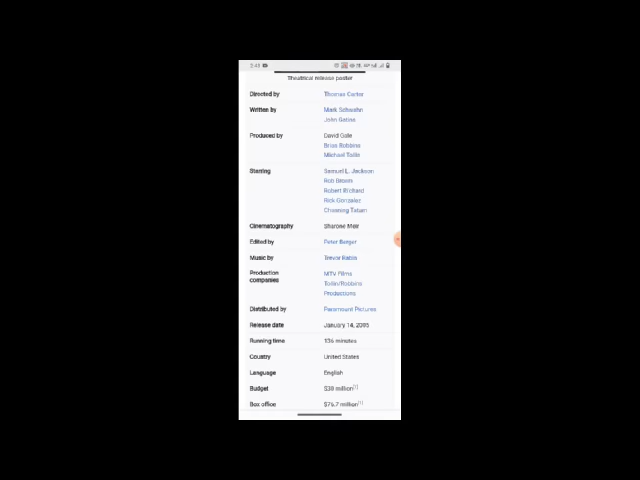 Theatrical release poster
Directed by Thomas Carter
Written by Mark Schwahn
John Gatins
Produced by David Gale
Brian Robbins
Michael Tollin
Starring Samuel L. Jackson
Rob Brown
Robert Ri'chard
Rick Gonzalez
Channing Tatum
Cinematography Sharone Meir
Edited by Peter Berger
Music by Trevor Rabin
Production companies MTV Films
Tollin/Robbins
Productions
Distributed by Paramount Pictures
Release date January 14, 2005
Running time 136 minutes
Country United States
Language English
Budget $38 million[1]
Box office $76.7 million[1]